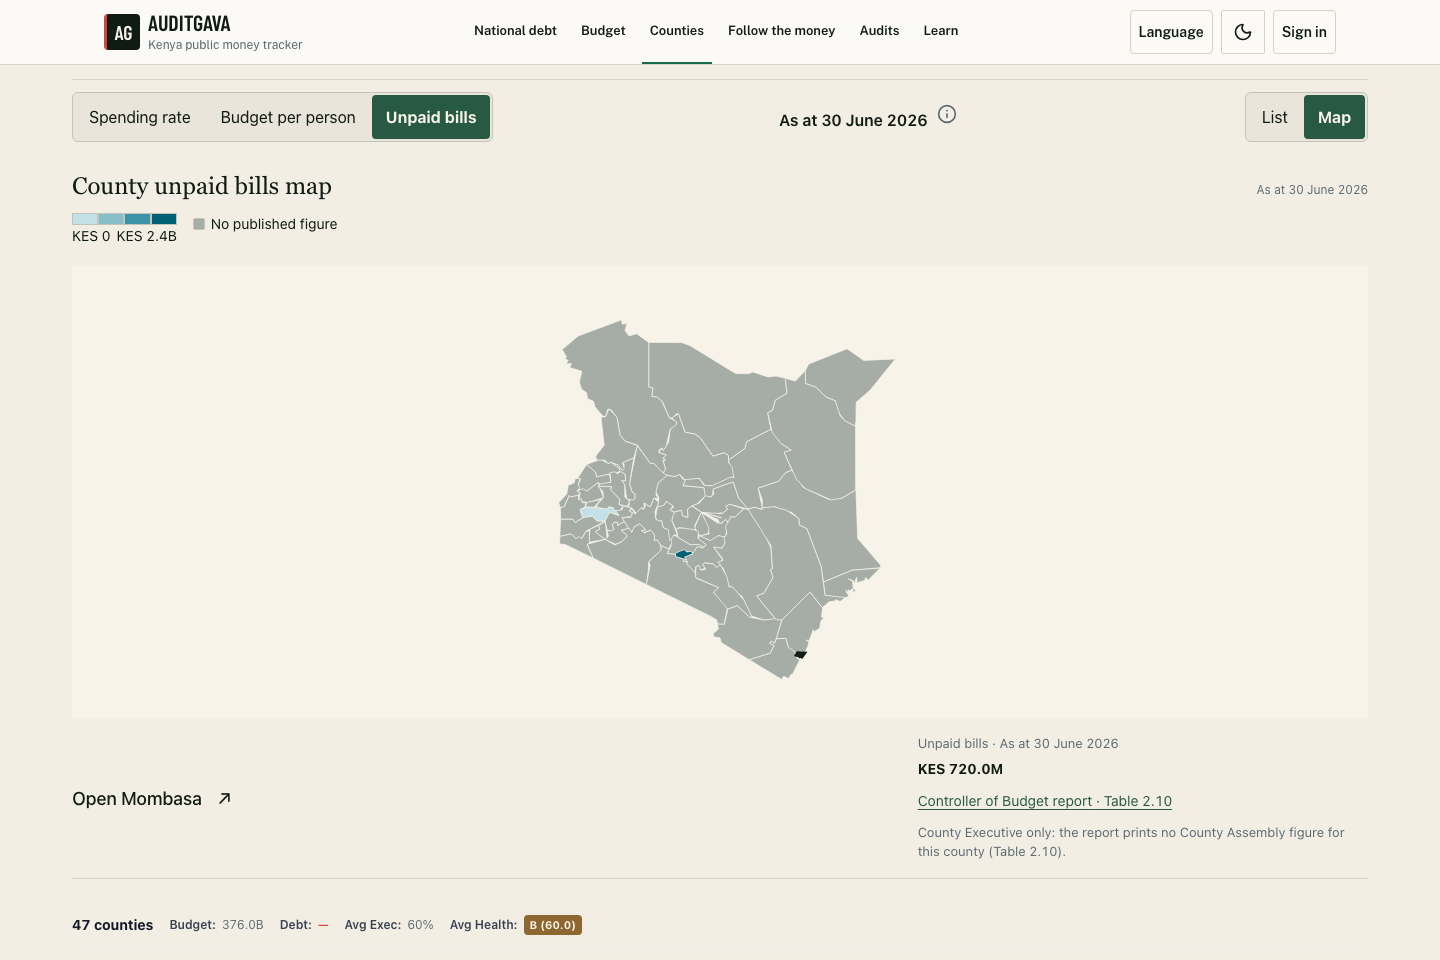 AG
AUDITGAVA
Kenya public money tracker
National debt
Budget
Counties
Follow the money
Audits
Learn
Language
Sign in
Spending rate
Budget per person
Unpaid bills
As at 30 June 2026
List
Map
County unpaid bills map
As at 30 June 2026
No published figure
KES 0 KES 2.4B
Unpaid bills · As at 30 June 2026
KES 720.0M
Open Mombasa
Controller of Budget report · Table 2.10
County Executive only: the report prints no County Assembly figure for
this county (Table 2.10).
47 counties Budget: 376.0B Debt: — Avg Exec: 60% Avg Health: B (60.0)